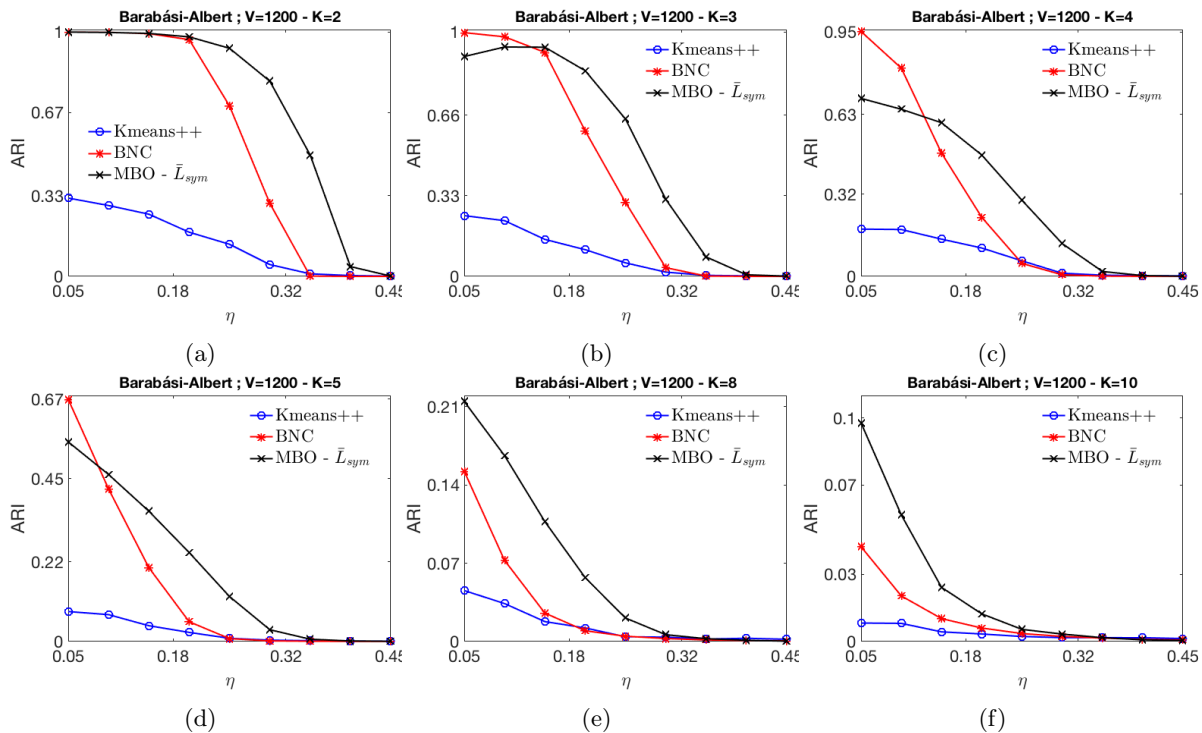 Barabási-Albert ; V=1200 - K=2
ARI
1
0.67
0.33
0
Kmeans++
BNC
MBO - L̄sym
0.05
0.18
0.32
0.45
η
(a)
Barabási-Albert ; V=1200 - K=3
ARI
1
0.66
0.33
0
Kmeans++
BNC
MBO - L̄sym
0.05
0.18
0.32
0.45
η
(b)
Barabási-Albert ; V=1200 - K=4
ARI
0.95
0.63
0.32
0
Kmeans++
BNC
MBO - L̄sym
0.05
0.18
0.32
0.45
η
(c)
Barabási-Albert ; V=1200 - K=5
ARI
0.67
0.45
0.22
0
Kmeans++
BNC
MBO - L̄sym
0.05
0.18
0.32
0.45
η
(d)
Barabási-Albert ; V=1200 - K=8
ARI
0.21
0.14
0.07
0
Kmeans++
BNC
MBO - L̄sym
0.05
0.18
0.32
0.45
η
(e)
Barabási-Albert ; V=1200 - K=10
ARI
0.1
0.07
0.03
0
Kmeans++
BNC
MBO - L̄sym
0.05
0.18
0.32
0.45
η
(f)